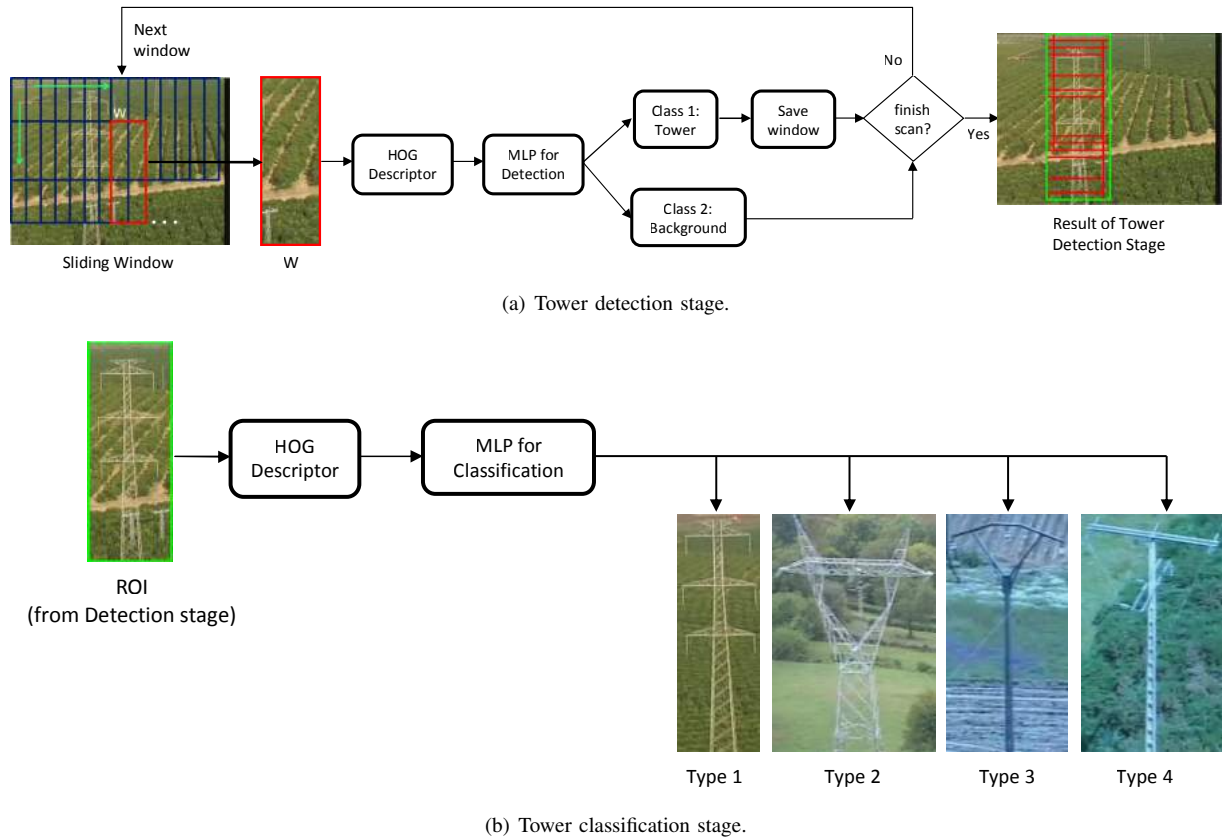 Next
window
W
Sliding Window
W
HOG
Descriptor
MLP for
Detection
Class 1:
Tower
Save
window
Class 2:
Background
finish
scan?
No
Yes
Result of Tower
Detection Stage
(a) Tower detection stage.
ROI
(from Detection stage)
HOG
Descriptor
MLP for
Classification
Type 1
Type 2
Type 3
Type 4
(b) Tower classification stage.